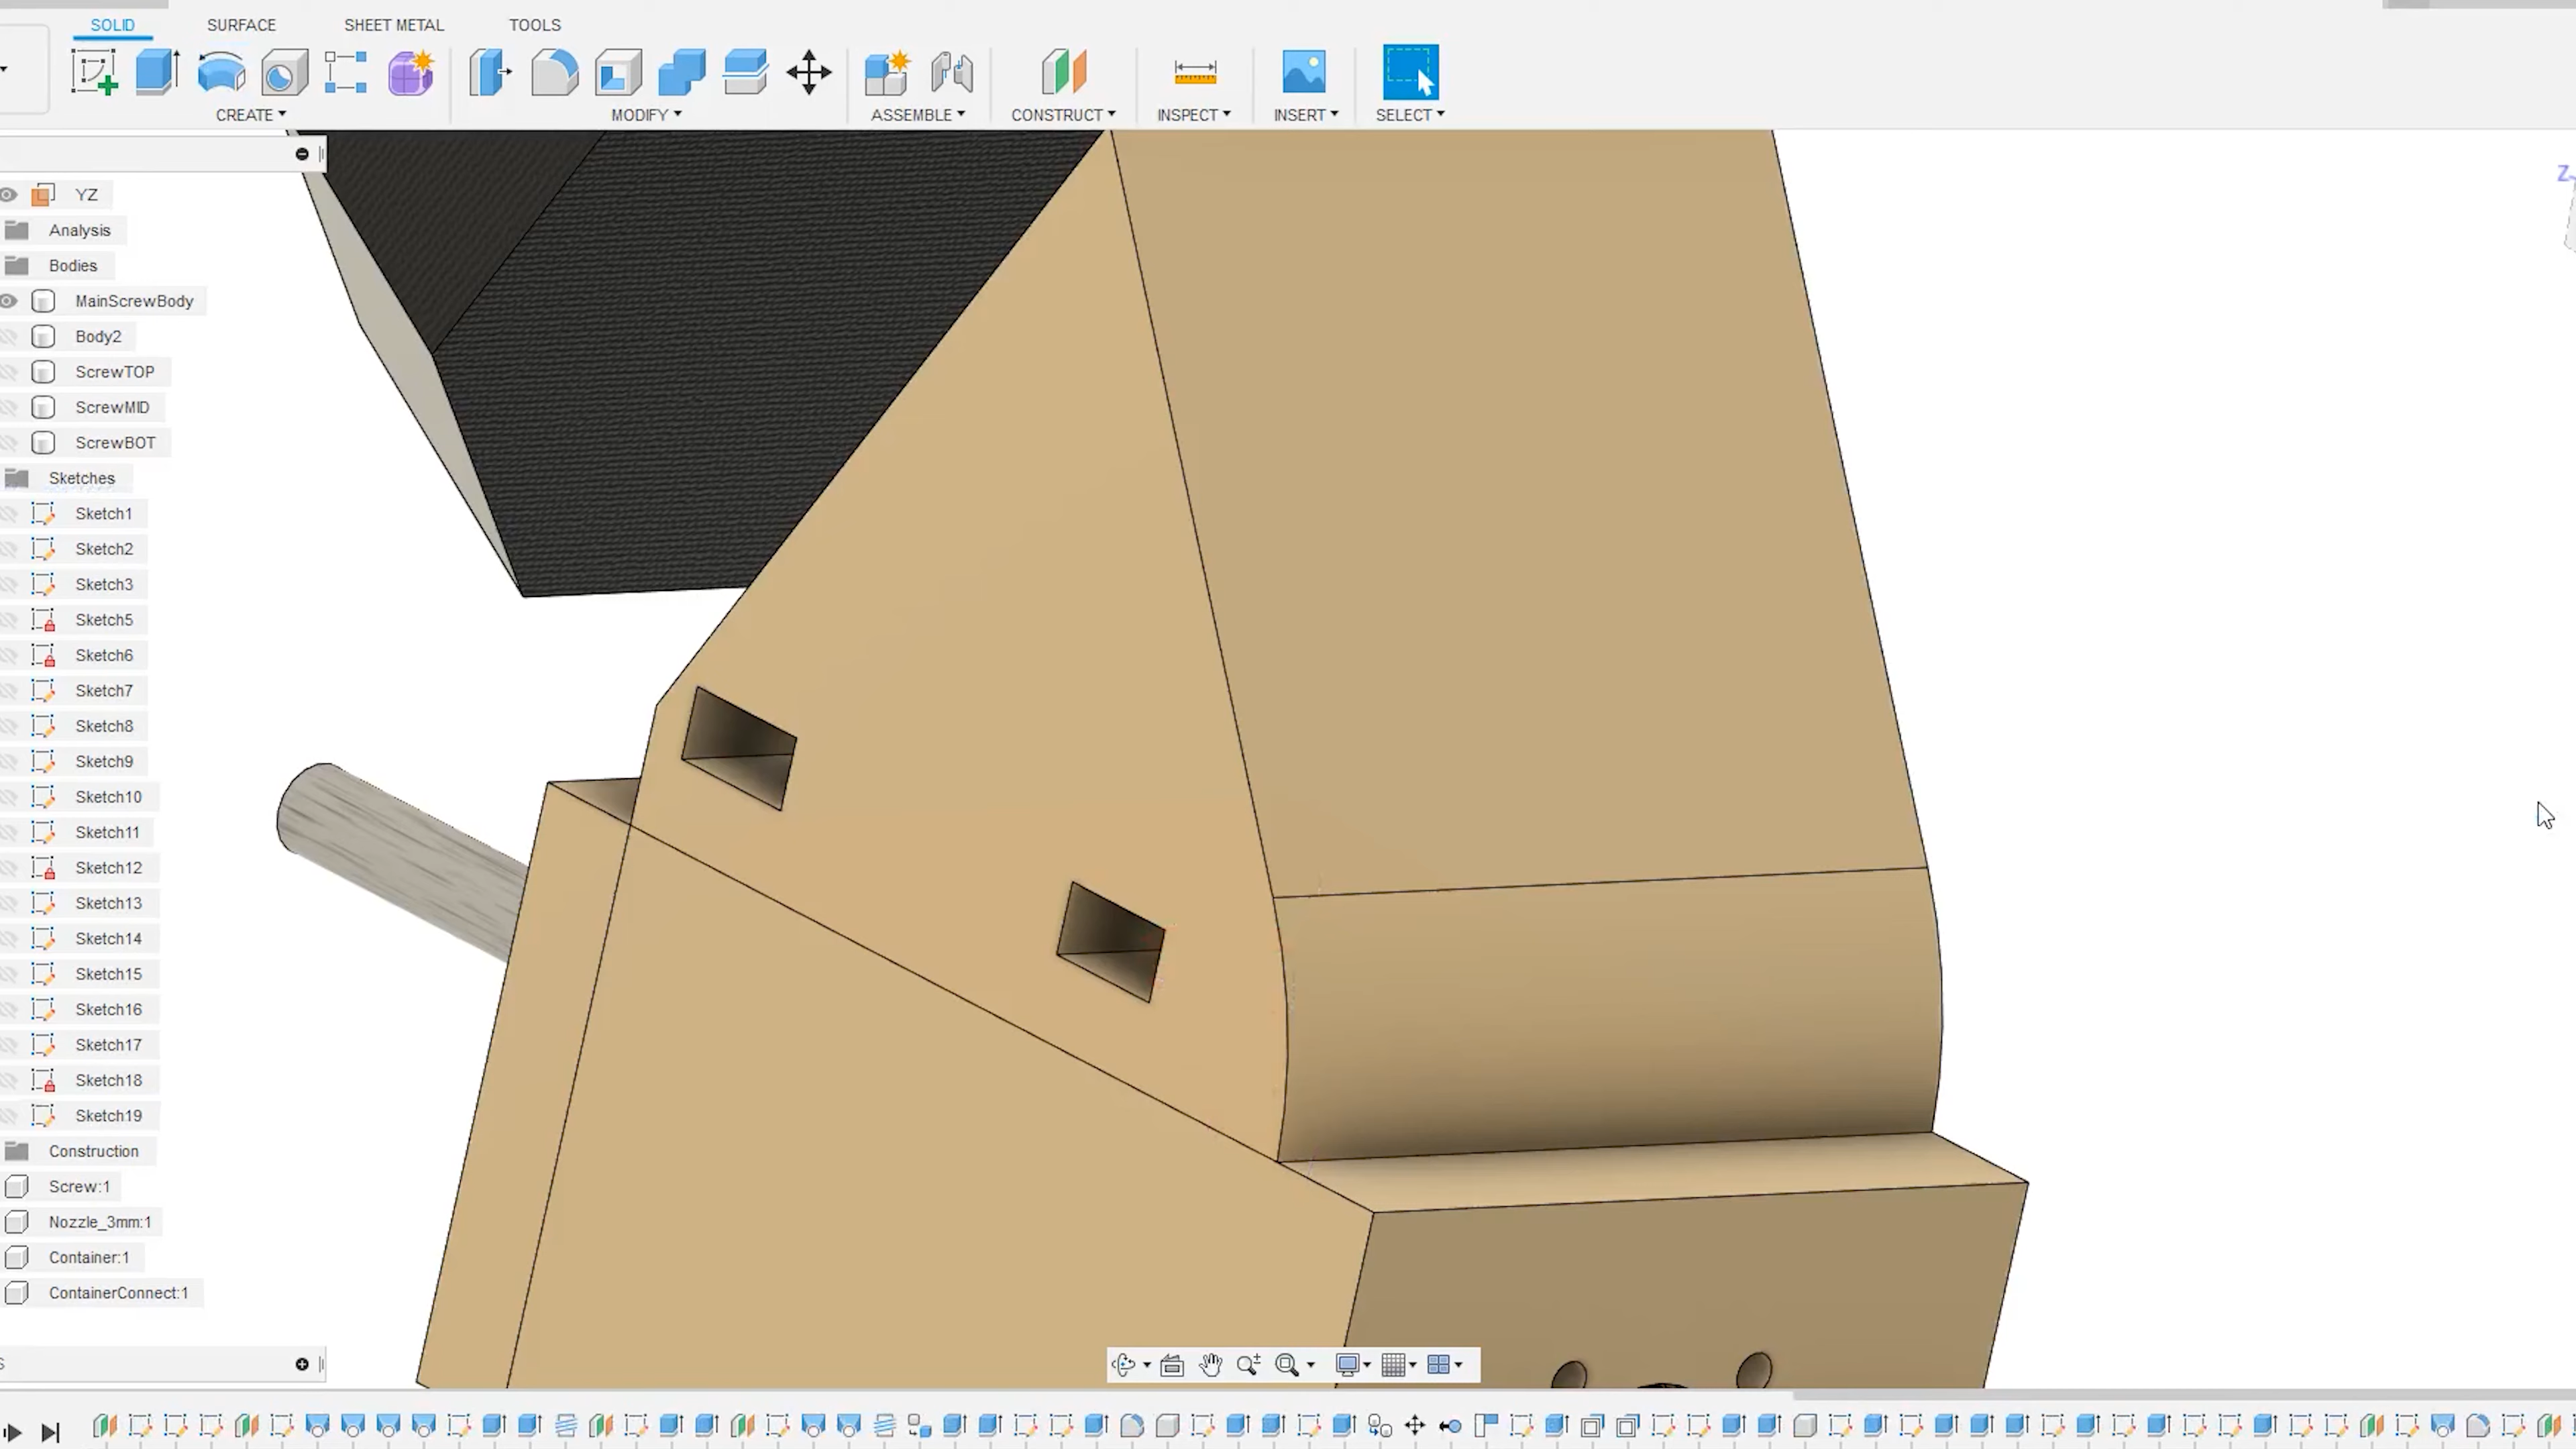 SOLID SURFACE SHEET METAL TOOLS
CREATE MODIFY ASSEMBLE CONSTRUCT INSPECT INSERT SELECT
Z
YZ
Analysis
Bodies
MainScrewBody
Body2
ScrewTOP
ScrewMID
ScrewBOT
Sketches
Sketch1
Sketch2
Sketch3
Sketch5
Sketch6
Sketch7
Sketch8
Sketch9
Sketch10
Sketch11
Sketch12
Sketch13
Sketch14
Sketch15
Sketch16
Sketch17
Sketch18
Sketch19
Construction
Screw:1
Nozzle_3mm:1
Container:1
ContainerConnect:1
S